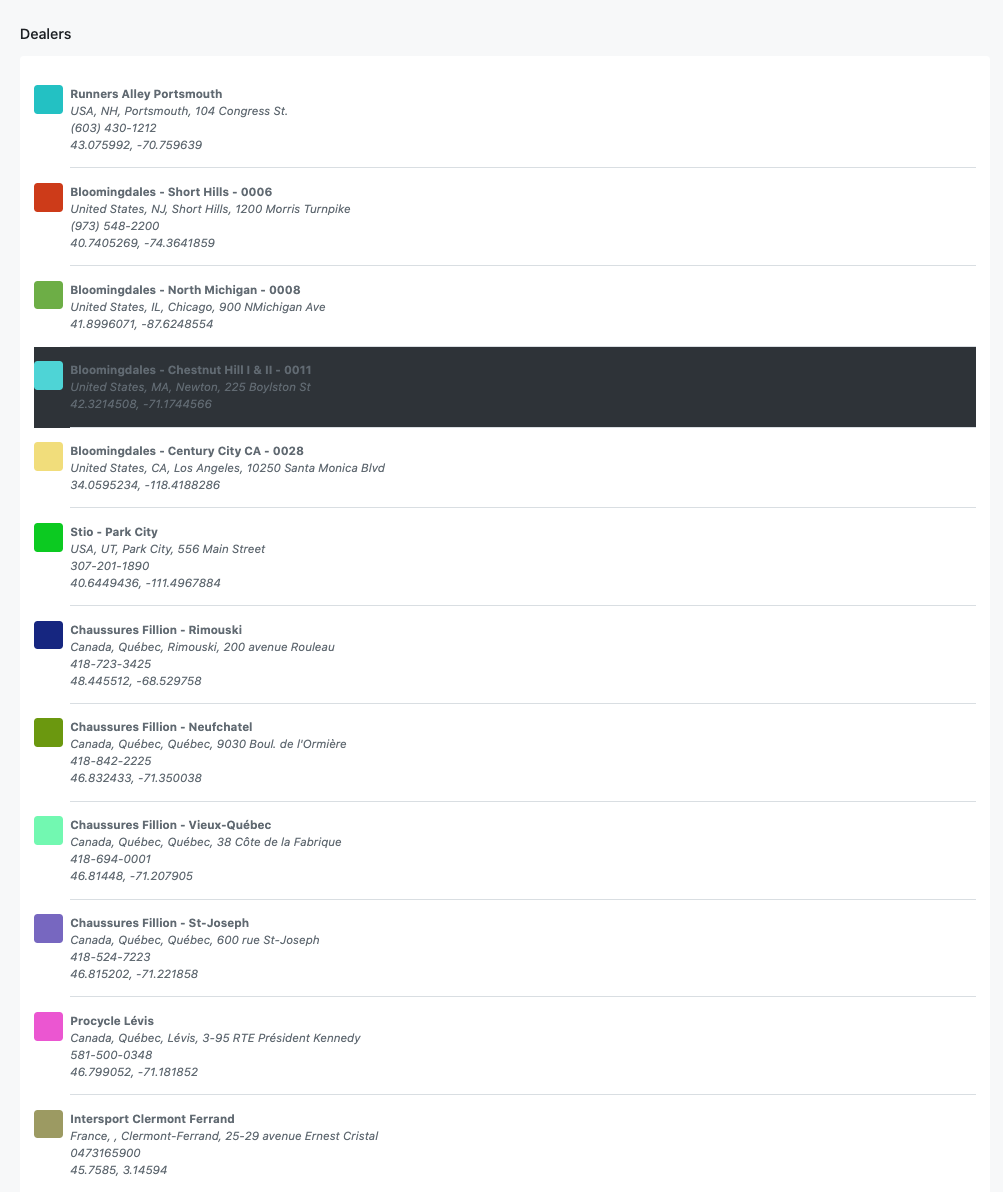 Dealers
Runners Alley Portsmouth
USA, NH, Portsmouth, 104 Congress St.
(603) 430-1212
43.075992, -70.759639
Bloomingdales - Short Hills - 0006
United States, NJ, Short Hills, 1200 Morris Turnpike
(973) 548-2200
40.7405269, -74.3641859
Bloomingdales - North Michigan - 0008
United States, IL, Chicago, 900 NMichigan Ave
41.8996071, -87.6248554
Bloomingdales - Chestnut Hill I & II - 0011
United States, MA, Newton, 225 Boylston St
42.3214508, -71.1744566
Bloomingdales - Century City CA - 0028
United States, CA, Los Angeles, 10250 Santa Monica Blvd
34.0595234, -118.4188286
Stio - Park City
USA, UT, Park City, 556 Main Street
307-201-1890
40.6449436, -111.4967884
Chaussures Fillion - Rimouski
Canada, Québec, Rimouski, 200 avenue Rouleau
418-723-3425
48.445512, -68.529758
Chaussures Fillion - Neufchatel
Canada, Québec, Québec, 9030 Boul. de l'Ormière
418-842-2225
46.832433, -71.350038
Chaussures Fillion - Vieux-Québec
Canada, Québec, Québec, 38 Côte de la Fabrique
418-694-0001
46.81448, -71.207905
Chaussures Fillion - St-Joseph
Canada, Québec, Québec, 600 rue St-Joseph
418-524-7223
46.815202, -71.221858
Procycle Lévis
Canada, Québec, Lévis, 3-95 RTE Président Kennedy
581-500-0348
46.799052, -71.181852
Intersport Clermont Ferrand
France, , Clermont-Ferrand, 25-29 avenue Ernest Cristal
0473165900
45.7585, 3.14594